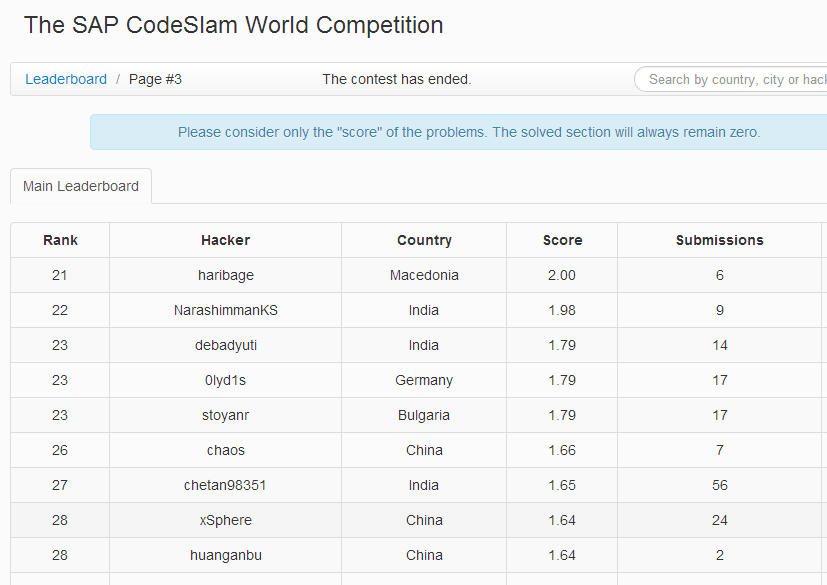 The SAP CodeSlam World Competition
Leaderboard / Page #3 The contest has ended. Search by country, city or hack
Please consider only the "score" of the problems. The solved section will always remain zero.
Main Leaderboard
Rank Hacker Country Score Submissions
21 haribage Macedonia 2.00 6
22 NarashimmanKS India 1.98 9
23 debadyuti India 1.79 14
23 0lyd1s Germany 1.79 17
23 stoyanr Bulgaria 1.79 17
26 chaos China 1.66 7
27 chetan98351 India 1.65 56
28 xSphere China 1.64 24
28 huanganbu China 1.64 2